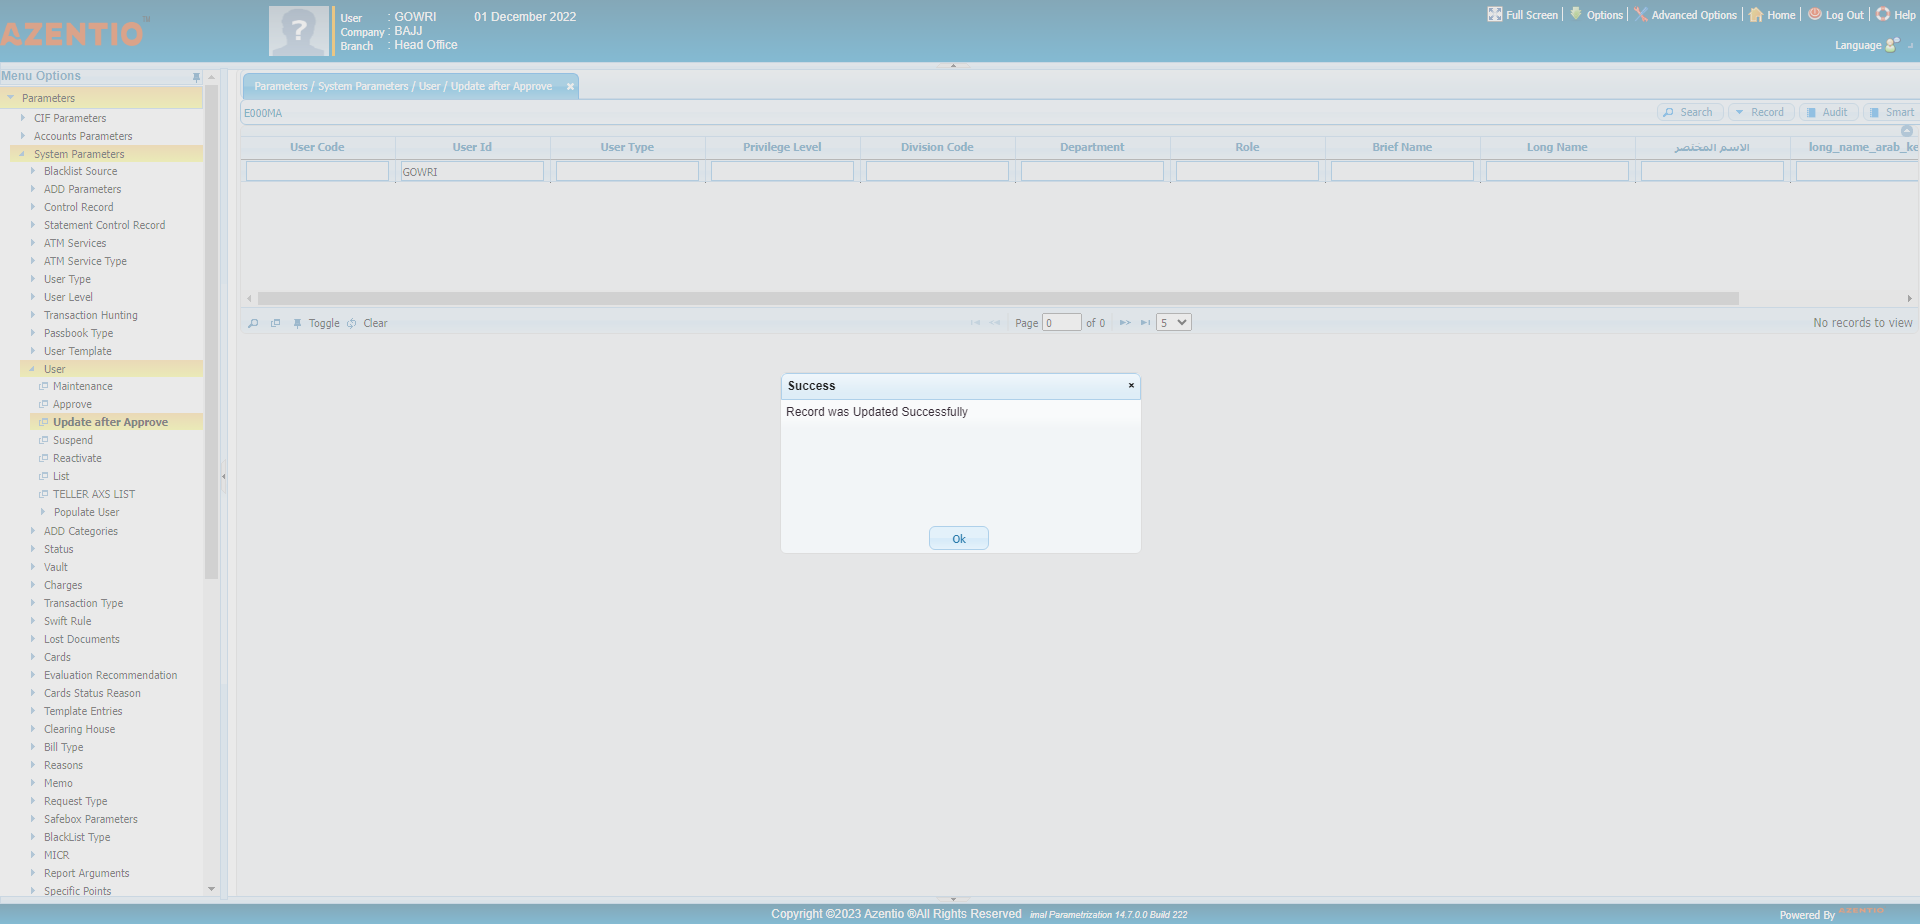 AZENTIO™
User : GOWRI 01 December 2022
Company : BAJJ
Branch : Head Office
Full Screen Options Advanced Options Home Log Out Help
Language
Menu Options
Parameters
CIF Parameters
Accounts Parameters
System Parameters
Blacklist Source
ADD Parameters
Control Record
Statement Control Record
ATM Services
ATM Service Type
User Type
User Level
Transaction Hunting
Passbook Type
User Template
User
Maintenance
Approve
Update after Approve
Suspend
Reactivate
List
TELLER AXS LIST
Populate User
ADD Categories
Status
Vault
Charges
Transaction Type
Swift Rule
Lost Documents
Cards
Evaluation Recommendation
Cards Status Reason
Template Entries
Clearing House
Bill Type
Reasons
Memo
Request Type
Safebox Parameters
BlackList Type
MICR
Report Arguments
Specific Points
Parameters / System Parameters / User / Update after Approve
E000MA
Search Record Audit Smart
User Code User Id User Type Privilege Level Division Code Department Role Brief Name Long Name الاسم المختصر long_name_arab_ke
GOWRI
Toggle Clear Page 0 of 0 5 No records to view
Success
Record was Updated Successfully
Ok
Copyright ©2023 Azentio ®All Rights Reserved imal Parametrization 14.7.0.0 Build 222
Powered By AZENTIO